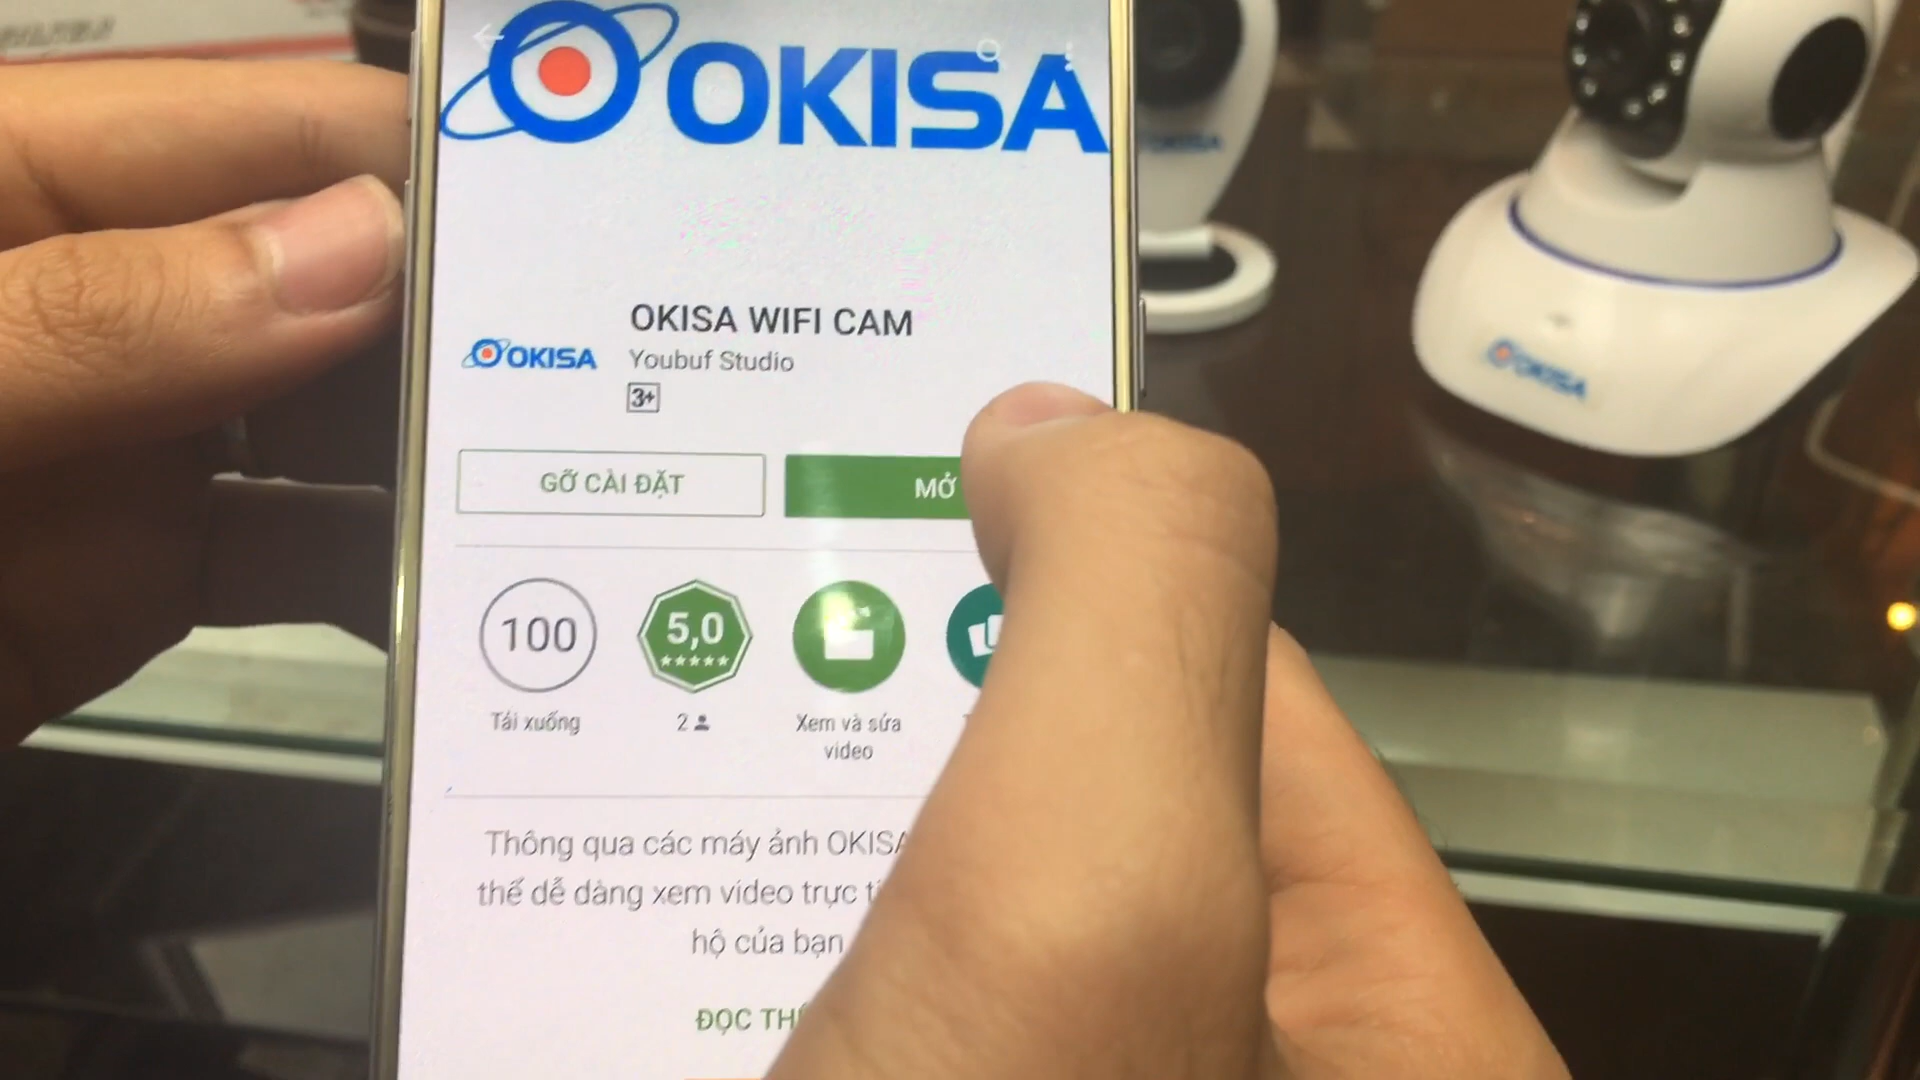 OKISA
OKISA WIFI CAM
OKISA
Youbuf Studio
3+
GỠ CÀI ĐẶT
MỞ
100
5,0
Tải xuống
2
Xem và sửa
video
Thông qua các máy ảnh OKISA
thể dễ dàng xem video trực
hộ của bạn
ĐỌC
OKISA
OKISA